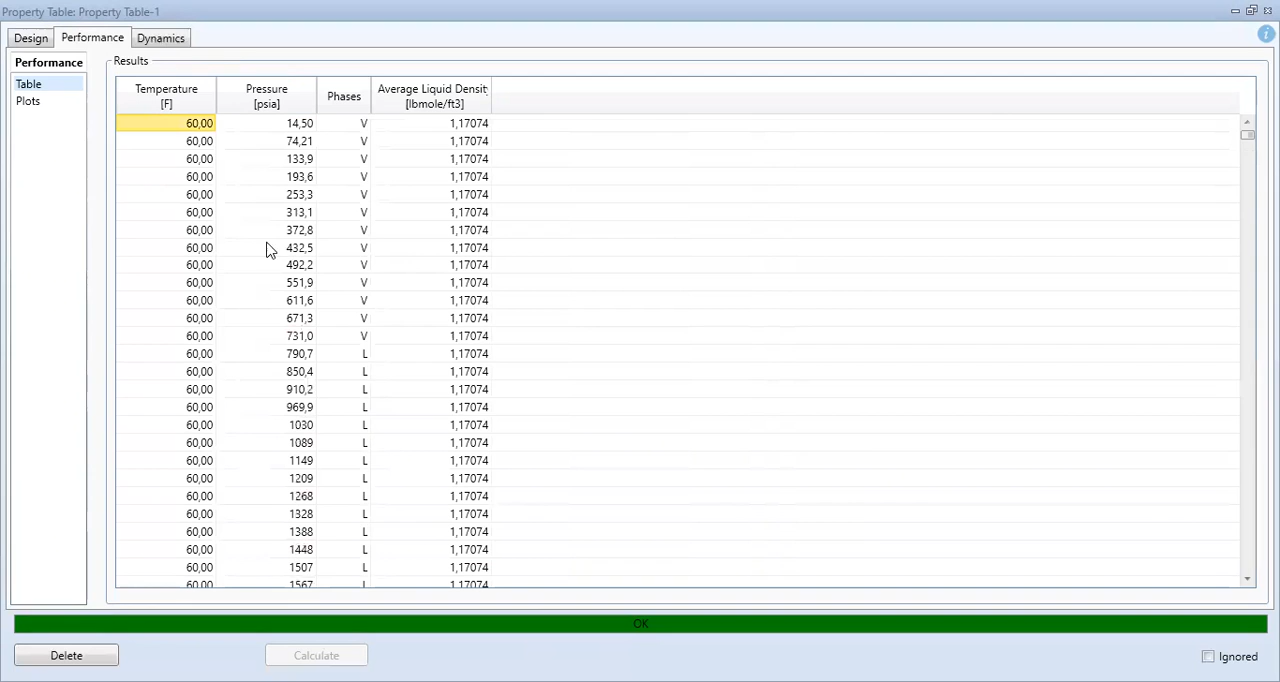 Property Table: Property Table-1
Design Performance Dynamics
Performance
Table
Plots
Results
Temperature [F] Pressure [psia] Phases Average Liquid Density [lbmole/ft3]
60,00 14,50 V 1,17074
60,00 74,21 V 1,17074
60,00 133,9 V 1,17074
60,00 193,6 V 1,17074
60,00 253,3 V 1,17074
60,00 313,1 V 1,17074
60,00 372,8 V 1,17074
60,00 432,5 V 1,17074
60,00 492,2 V 1,17074
60,00 551,9 V 1,17074
60,00 611,6 V 1,17074
60,00 671,3 V 1,17074
60,00 731,0 V 1,17074
60,00 790,7 L 1,17074
60,00 850,4 L 1,17074
60,00 910,2 L 1,17074
60,00 969,9 L 1,17074
60,00 1030 L 1,17074
60,00 1089 L 1,17074
60,00 1149 L 1,17074
60,00 1209 L 1,17074
60,00 1268 L 1,17074
60,00 1328 L 1,17074
60,00 1388 L 1,17074
60,00 1448 L 1,17074
60,00 1507 L 1,17074
60,00 1567 L 1,17074
OK
Delete Calculate Ignored